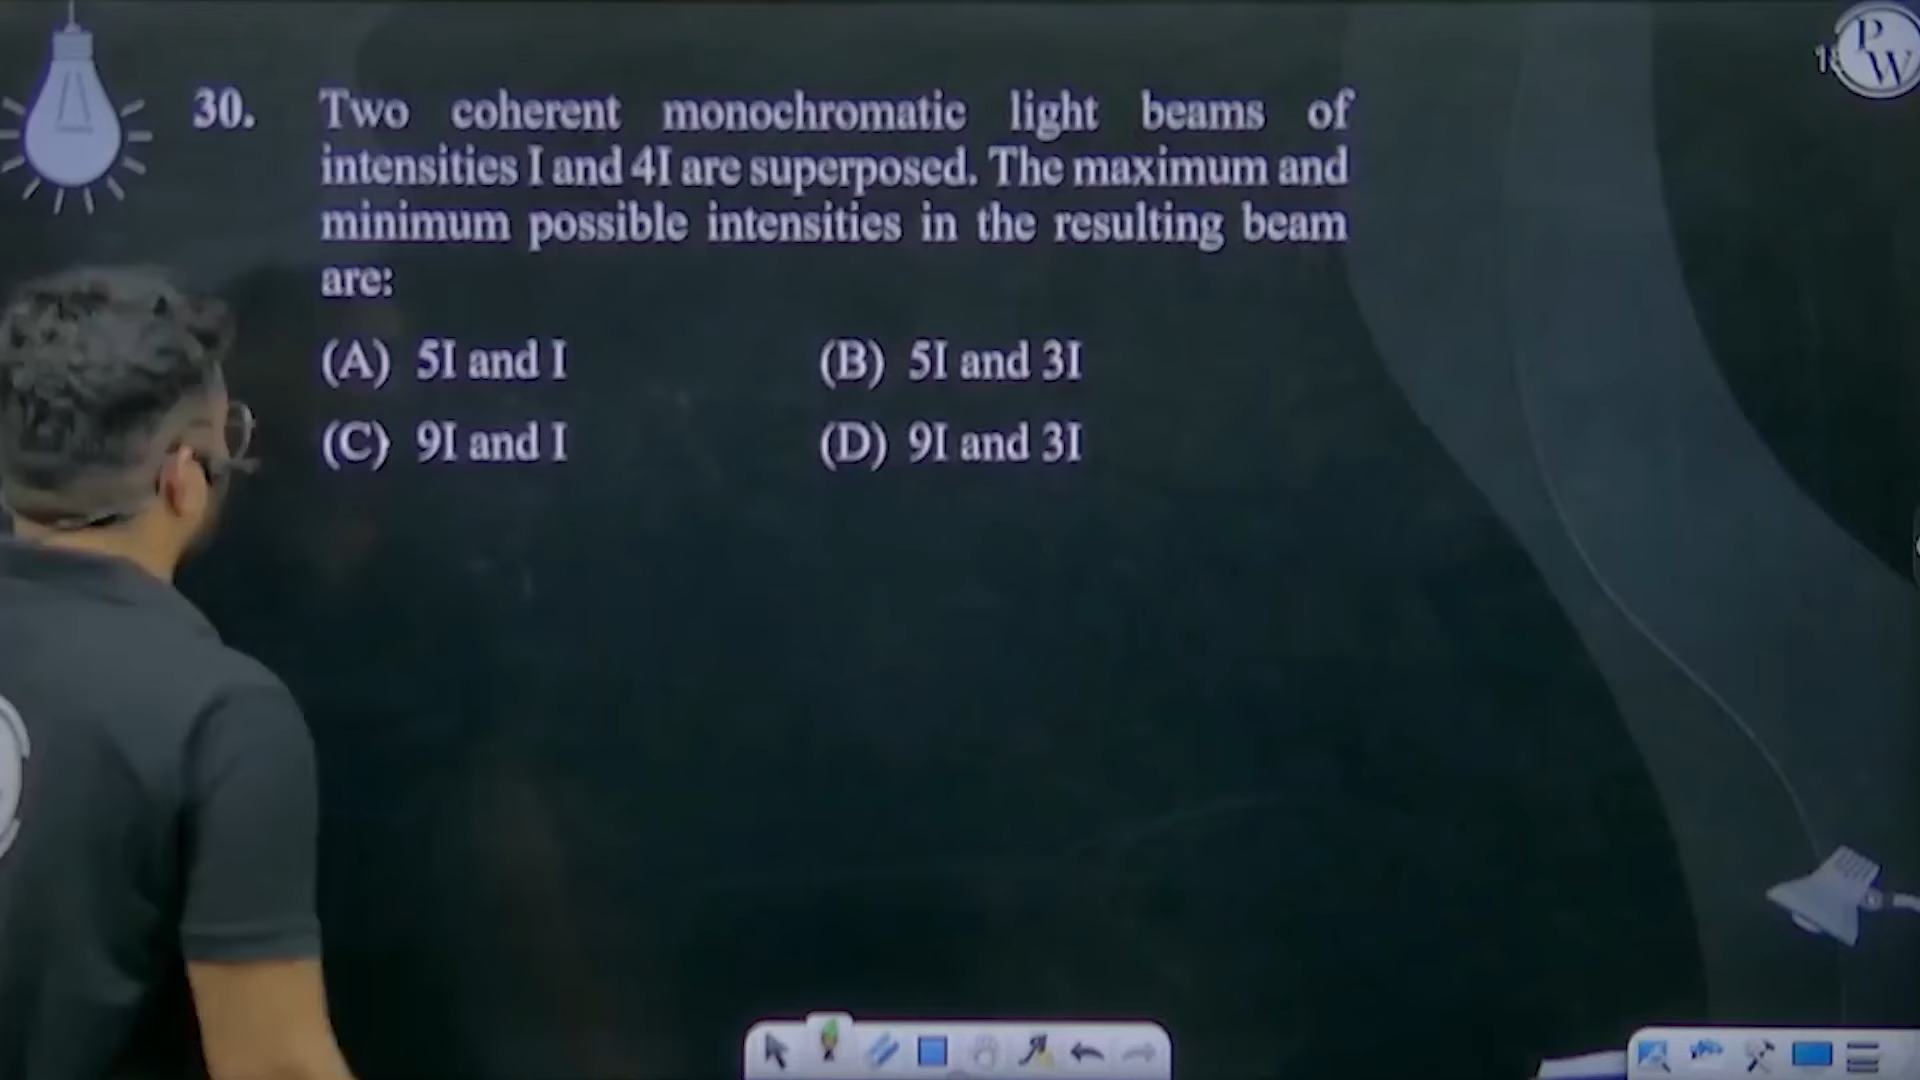 PW
30. Two coherent monochromatic light beams of
intensities I and 4I are superposed. The maximum and
minimum possible intensities in the resulting beam
are:
(A) 5I and I (B) 5I and 3I
(C) 9I and I (D) 9I and 3I